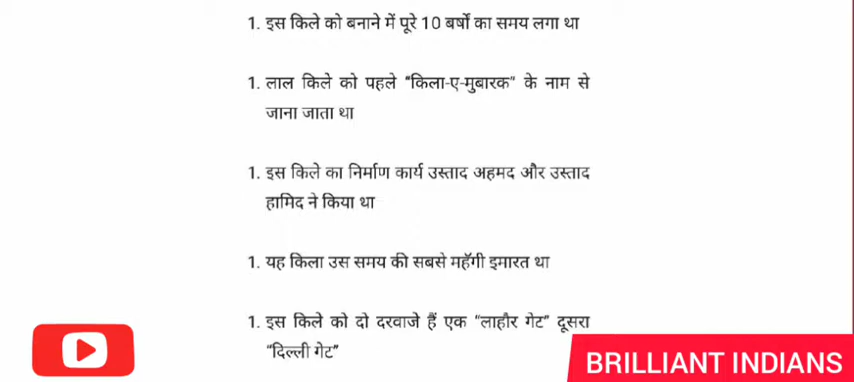 1. इस किले को बनाने में पूरे 10 बर्षों का समय लगा था
1. लाल किले को पहले "किला-ए-मुबारक" के नाम से
जाना जाता था
1. इस किले का निर्माण कार्य उस्ताद अहमद और उस्ताद
हामिद ने किया था
1. यह किला उस समय की सबसे महॅगी इमारत था
1. इस किले को दो दरवाजे हैं एक "लाहौर गेट" दूसरा
"दिल्ली गेट"
BRILLIANT INDIANS